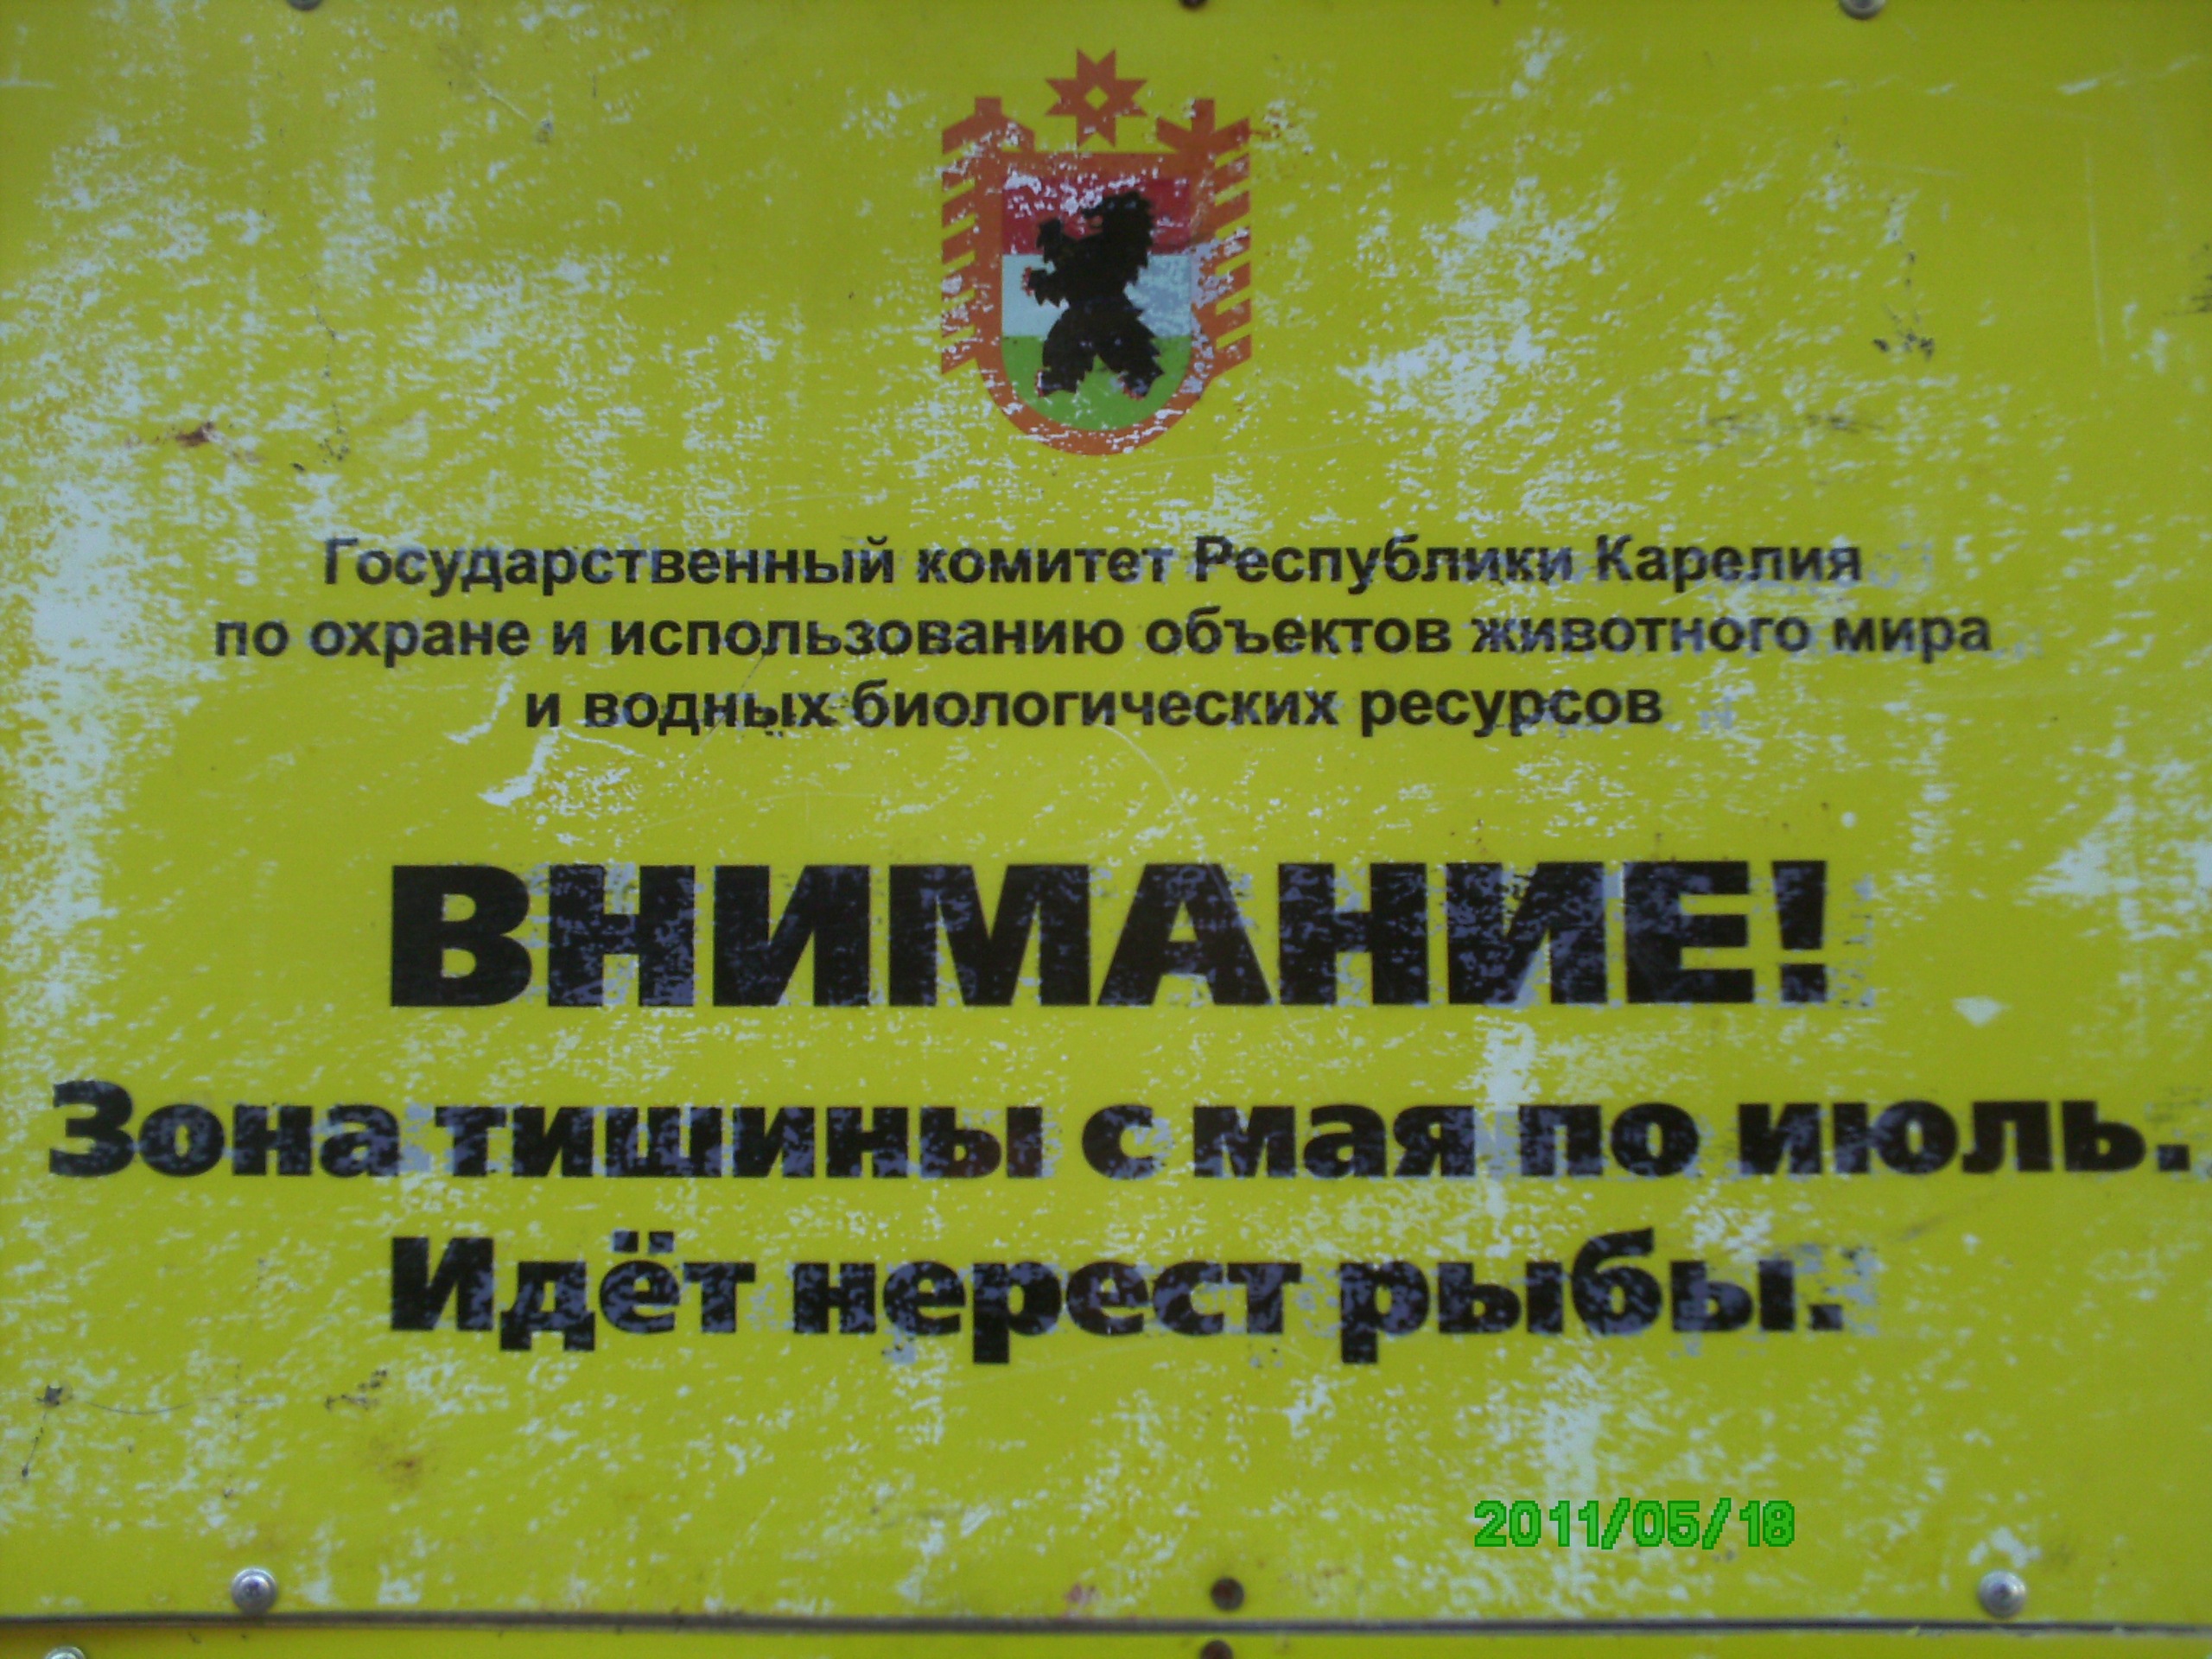 Государственный комитет Республики Карелия
по охране и использованию объектов животного мира
и водных биологических ресурсов
ВНИМАНИЕ!
Зона тишины с мая по июль.
Идёт нерест рыбы.
2011/05/18